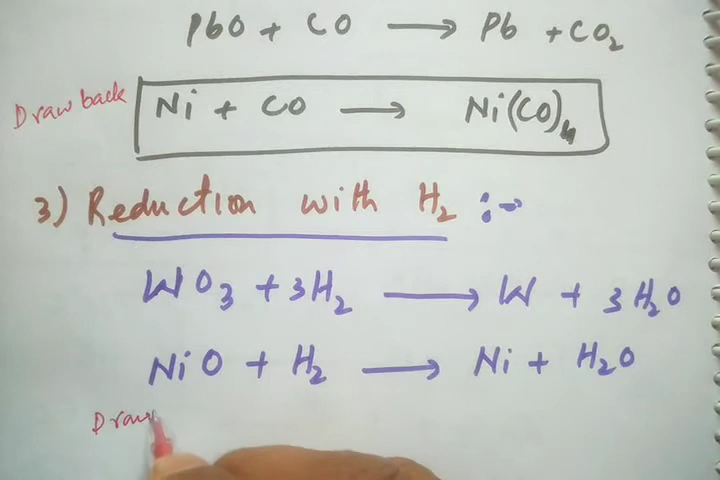 PbO + CO → Pb + CO₂
Draw back Ni + CO → Ni(CO)₄
3) Reduction with H₂ :-
WO₃ + 3H₂ → W + 3H₂O
NiO + H₂ → Ni + H₂O
Draw